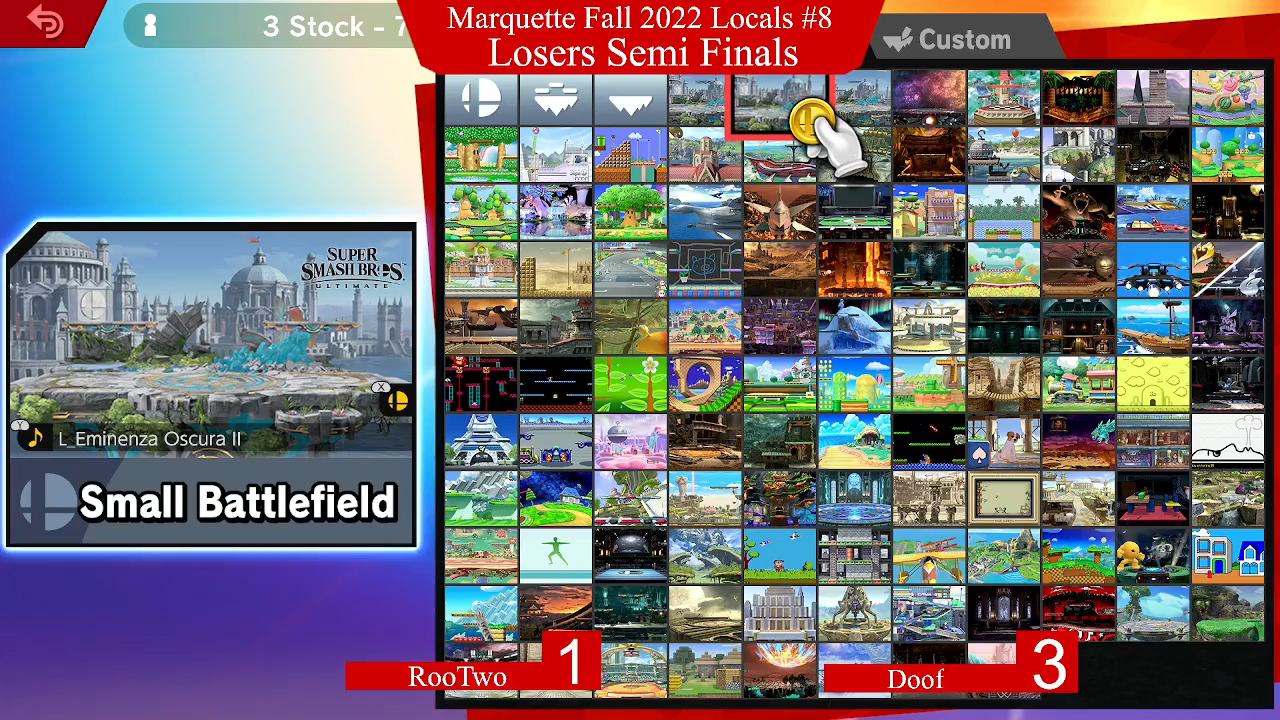 3 Stock - 7
Marquette Fall 2022 Locals #8
Losers Semi Finals
Custom
SUPER
SMASH BROS.
ULTIMATE
X
Y
L_Eminenza Oscura II
Small Battlefield
RooTwo
1
Doof
3